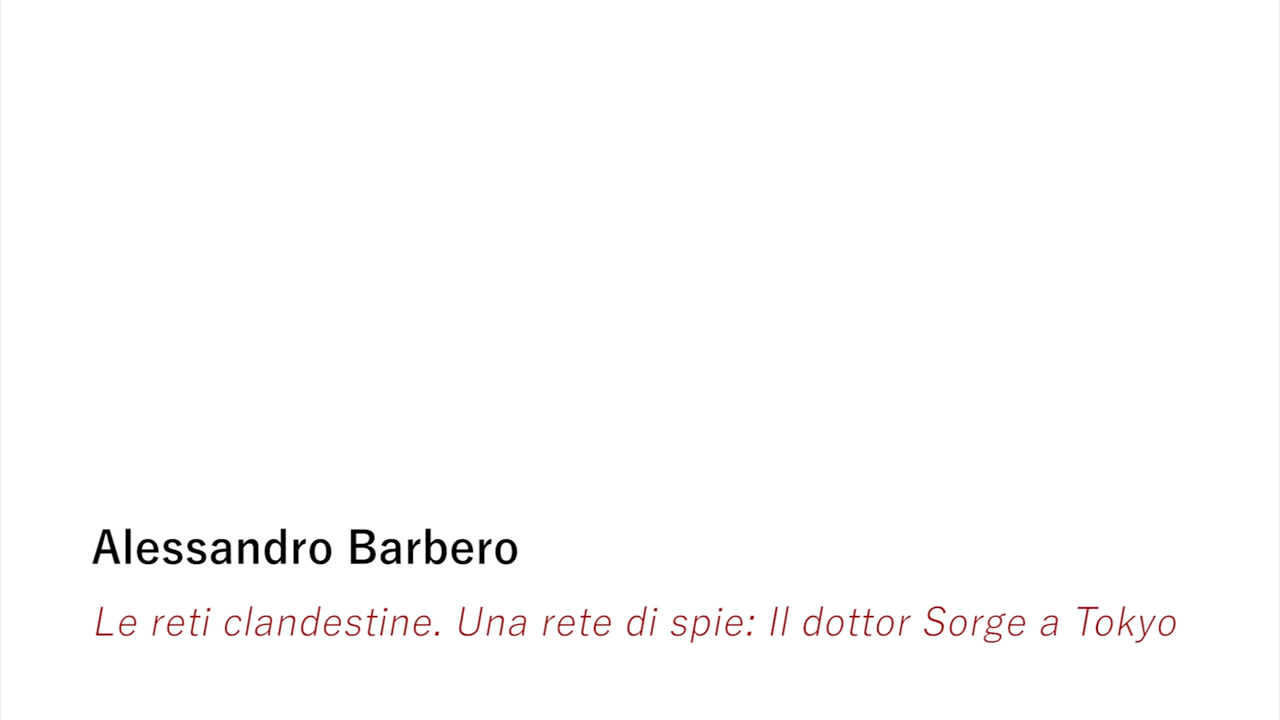 Alessandro Barbero
Le reti clandestine. Una rete di spie: Il dottor Sorge a Tokyo